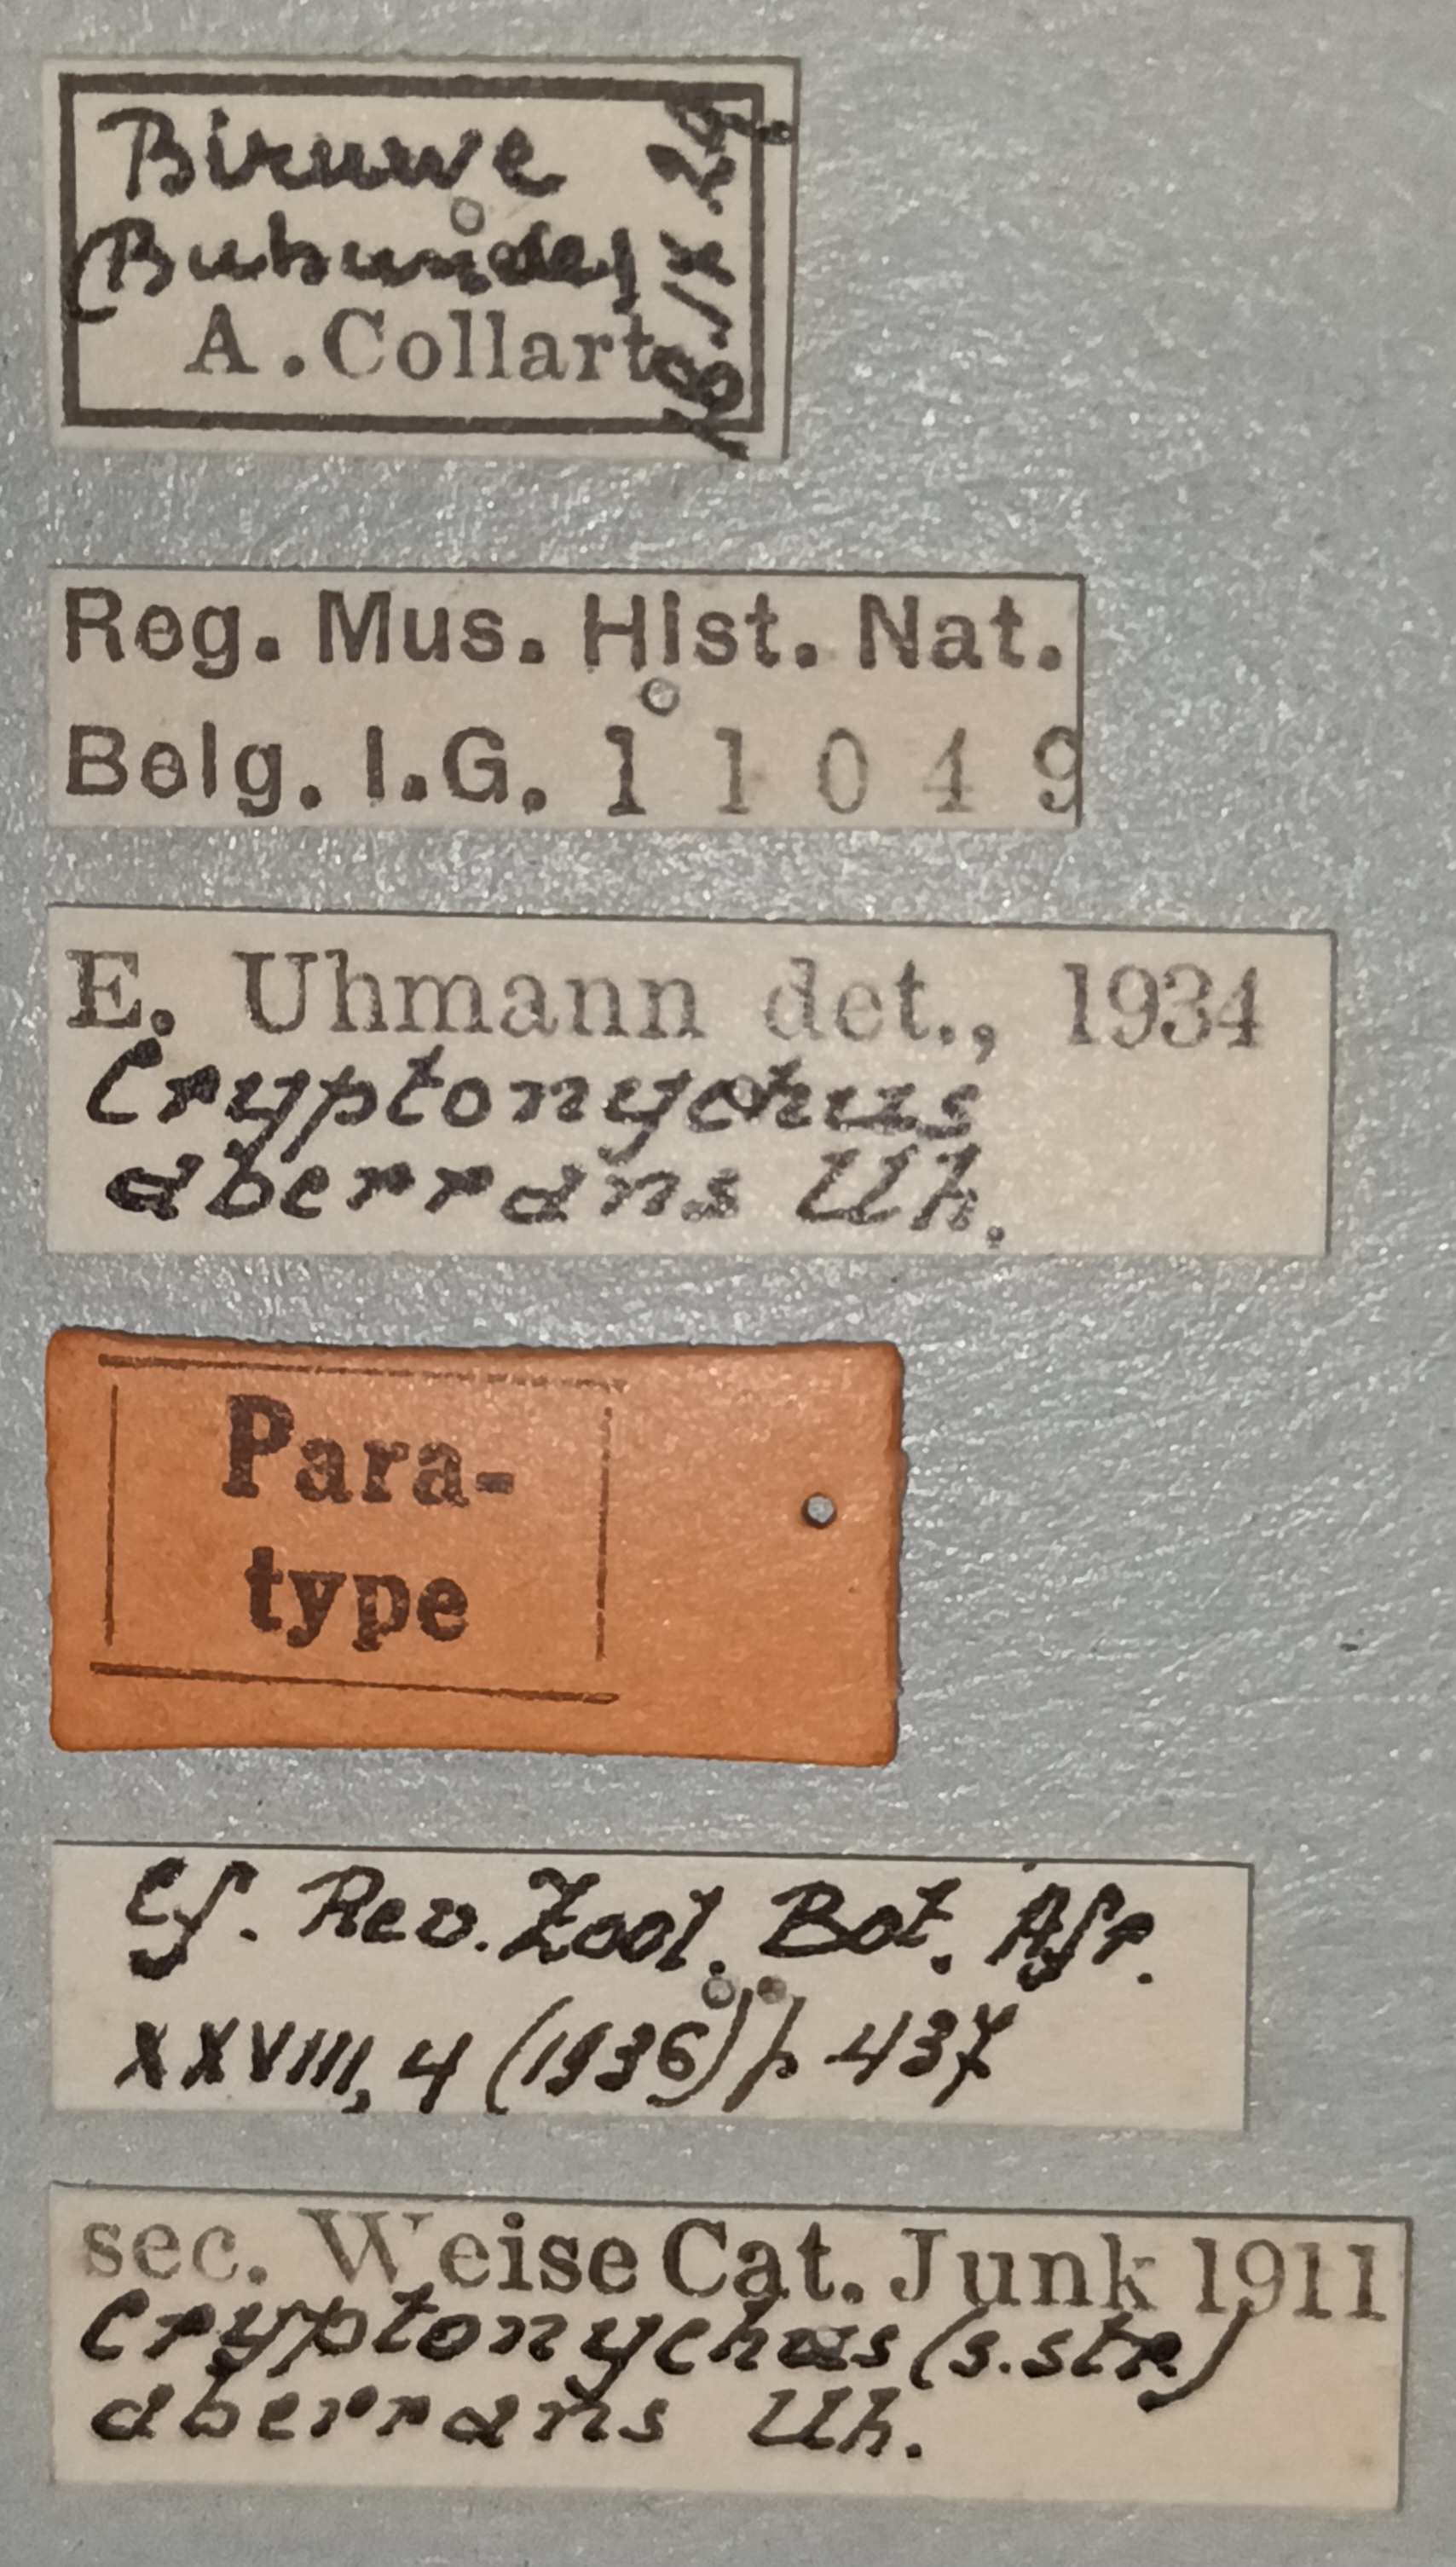 Biruwe
A. Collart
Reg. Mus. Hist. Nat.
Belg. I.G. 11049
E. Uhmann det., 1934
Cryptonychus
aberrans Uh.
Para-
type
Cf. Rev. Zool. Bot. Afr.
XXVIII, 4 (1936) p. 437
sec. Weise Cat. Junk 1911
Cryptonychus (s. str)
aberrans Uh.